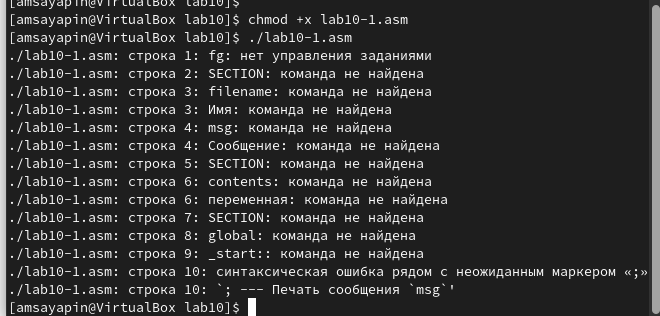 [amsayapin@VirtualBox lab10]$
[amsayapin@VirtualBox lab10]$ chmod +x lab10-1.asm
[amsayapin@VirtualBox lab10]$ ./lab10-1.asm
./lab10-1.asm: строка 1: fg: нет управления заданиями
./lab10-1.asm: строка 2: SECTION: команда не найдена
./lab10-1.asm: строка 3: filename: команда не найдена
./lab10-1.asm: строка 3: Имя: команда не найдена
./lab10-1.asm: строка 4: msg: команда не найдена
./lab10-1.asm: строка 4: Сообщение: команда не найдена
./lab10-1.asm: строка 5: SECTION: команда не найдена
./lab10-1.asm: строка 6: contents: команда не найдена
./lab10-1.asm: строка 6: переменная: команда не найдена
./lab10-1.asm: строка 7: SECTION: команда не найдена
./lab10-1.asm: строка 8: global: команда не найдена
./lab10-1.asm: строка 9: _start:: команда не найдена
./lab10-1.asm: строка 10: синтаксическая ошибка рядом с неожиданным маркером «;»
./lab10-1.asm: строка 10: `; --- Печать сообщения `msg`'
[amsayapin@VirtualBox lab10]$